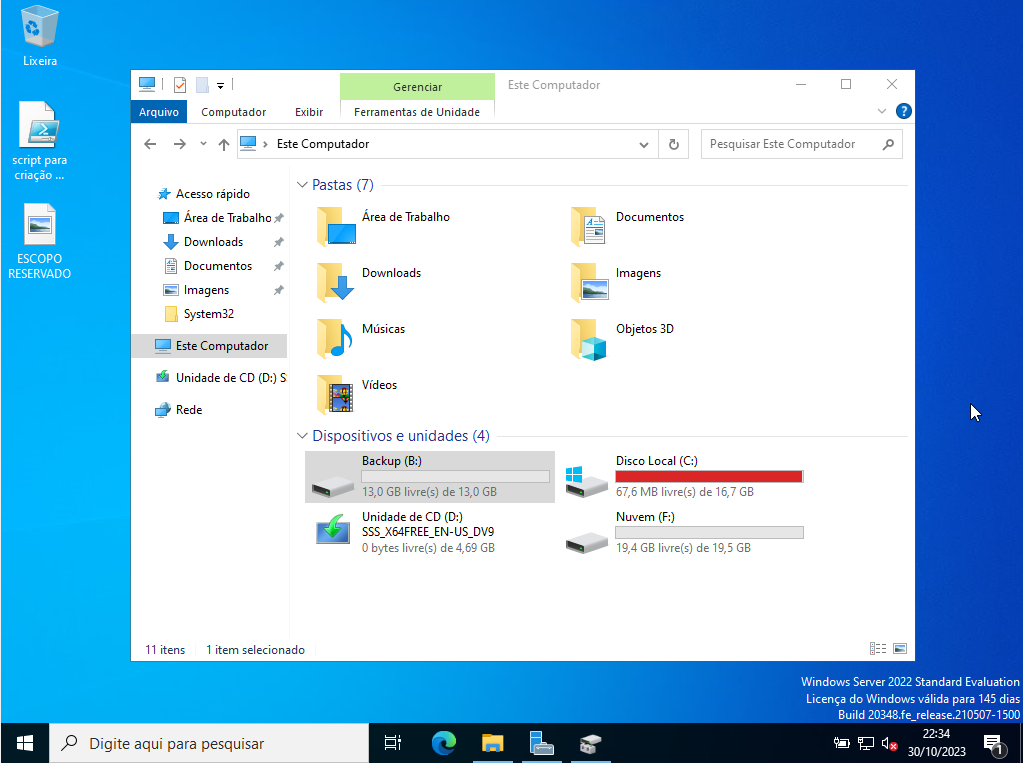 Lixeira
script para
criação ...
ESCOPO
RESERVADO
Gerenciar
Este Computador
Arquivo
Computador
Exibir
Ferramentas de Unidade
Este Computador
Pesquisar Este Computador
Acesso rápido
Área de Trabalho
Downloads
Documentos
Imagens
System32
Este Computador
Unidade de CD (D:) S
Rede
Pastas (7)
Área de Trabalho
Documentos
Downloads
Imagens
Músicas
Objetos 3D
Vídeos
Dispositivos e unidades (4)
Backup (B:)
13,0 GB livre(s) de 13,0 GB
Disco Local (C:)
67,6 MB livre(s) de 16,7 GB
Unidade de CD (D:)
SSS_X64FREE_EN-US_DV9
0 bytes livre(s) de 4,69 GB
Nuvem (F:)
19,4 GB livre(s) de 19,5 GB
11 itens
1 item selecionado
Windows Server 2022 Standard Evaluation
Licença do Windows válida para 145 dias
Build 20348.fe_release.210507-1500
Digite aqui para pesquisar
22:34
30/10/2023
1